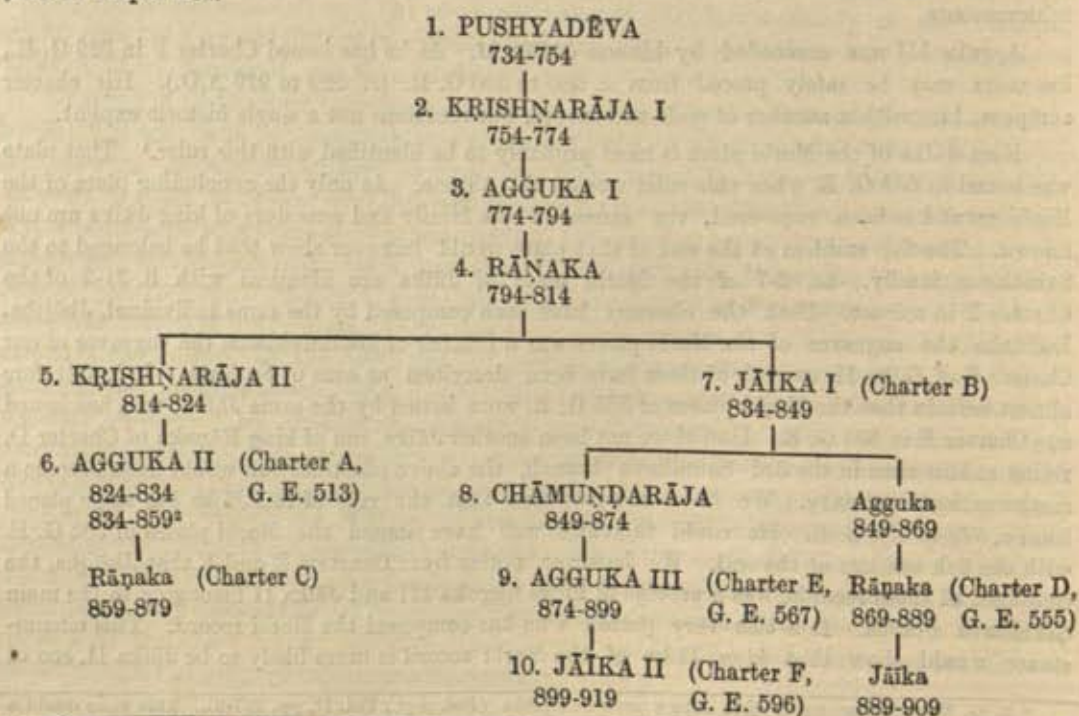 1. PUSHYADĒVA
734-754
2. KṚISHṆARĀJA I
754-774
3. AGGUKA I
774-794
4. RĀṆAKA
794-814
5. KṚISHṆARĀJA II
814-824
7. JĀIKA I (Charter B)
834-849
6. AGGUKA II (Charter A,
824-834 G. E. 513)
834-859²
8. CHĀMUṆḌARĀJA Agguka
849-874 849-869
Rāṇaka (Charter C)
859-879
9. AGGUKA III (Charter E, Rāṇaka (Charter D,
874-899 G. E. 567) 869-889 G. E. 555)
10. JĀIKA II (Charter F, Jāika
899-919 G. E. 596) 889-909